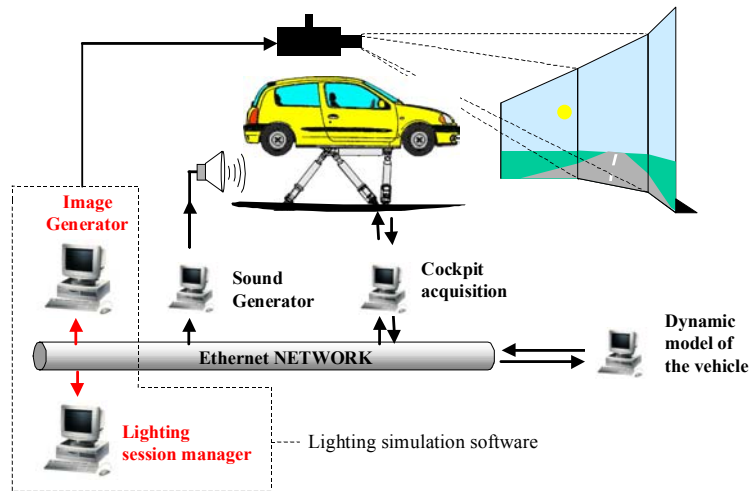 Image
Generator
Sound
Generator
Cockpit
acquisition
Dynamic
model of
the vehicle
Ethernet NETWORK
Lighting
session manager
Lighting simulation software